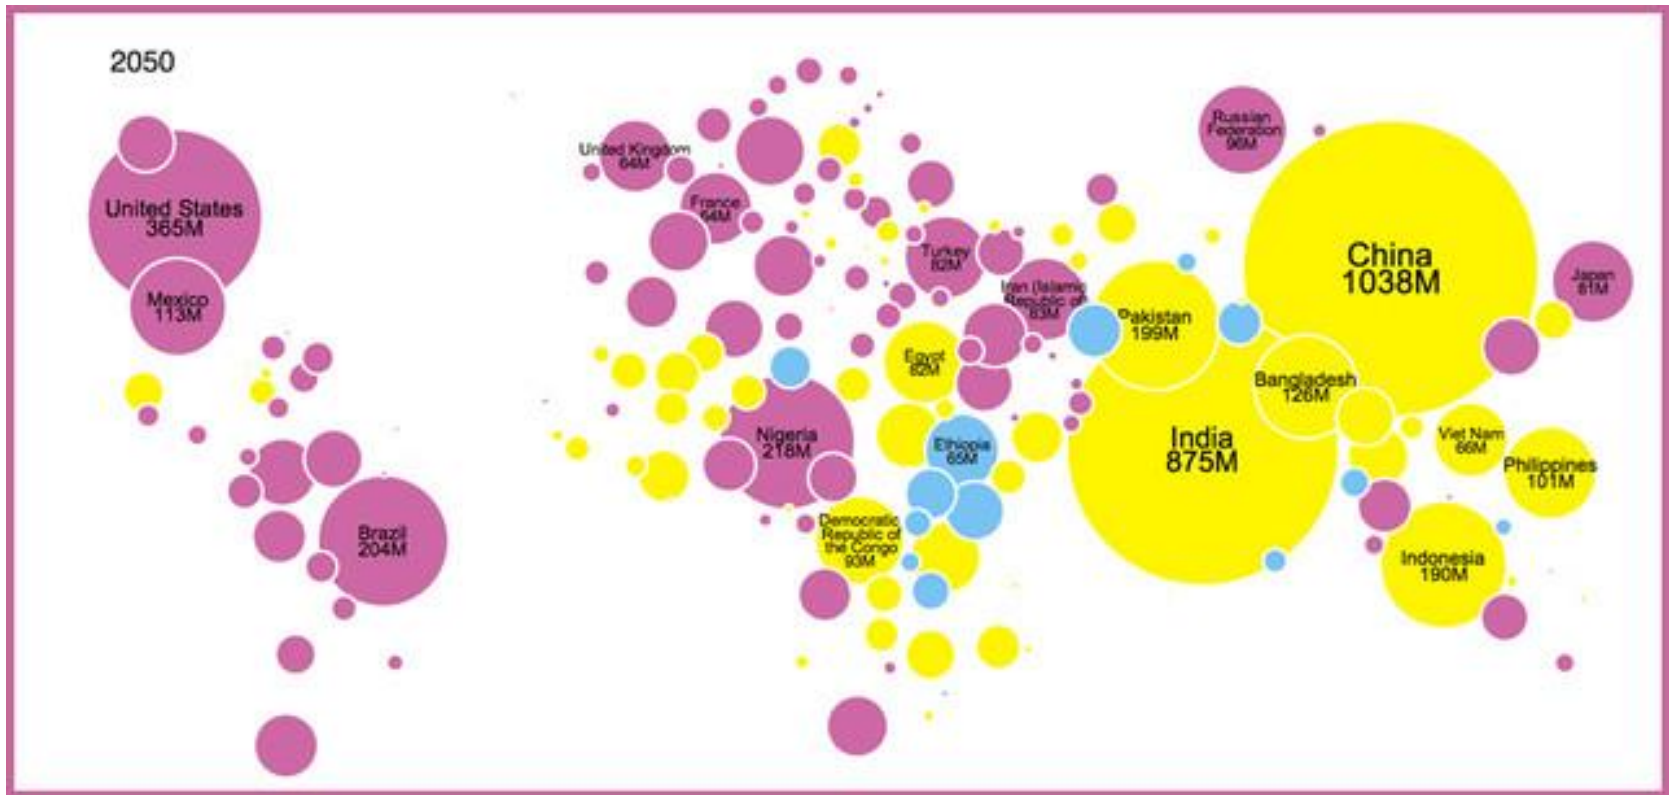 2050
United States
365M
Mexico
113M
Brazil
204M
United Kingdom
64M
France
64M
Turkey
82M
Iran (Islamic
Republic of
83M
Russian
Federation
96M
China
1038M
Japan
81M
Pakistan
199M
Egypt
82M
Bangladesh
126M
Nigeria
218M
Ethiopia
65M
India
875M
Viet Nam
66M
Philippines
101M
Democratic
Republic of
the Congo
93M
Indonesia
190M